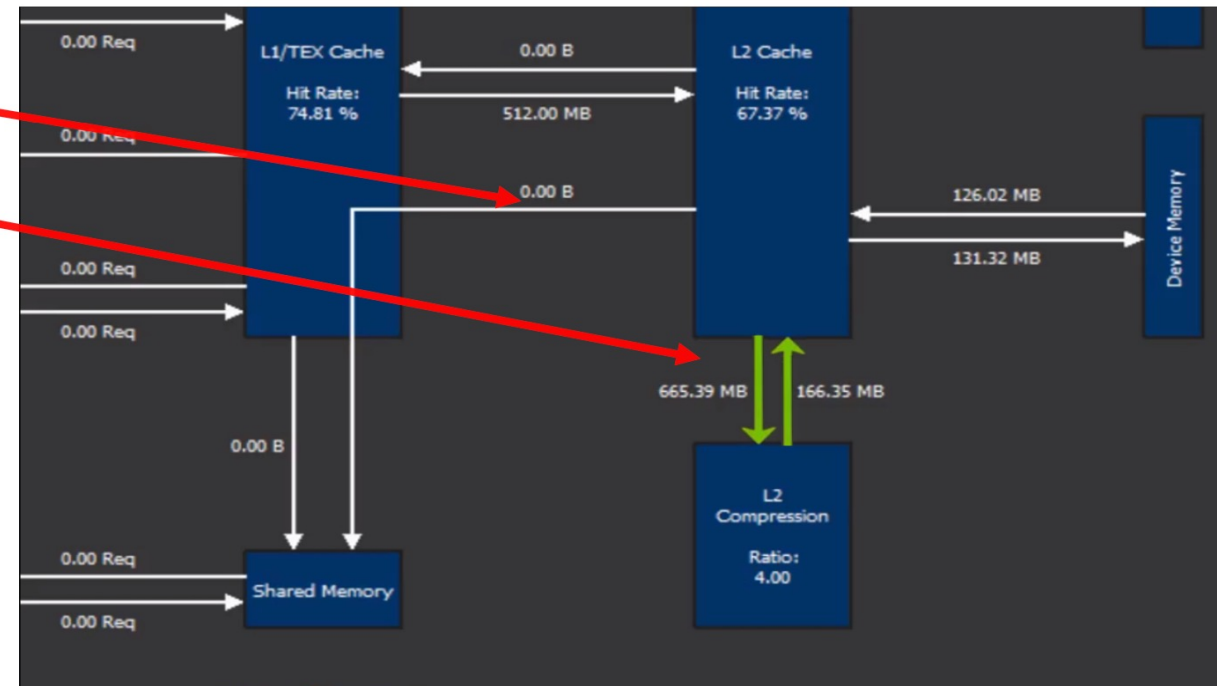 0.00 Req
L1/TEX Cache
Hit Rate:
74.81 %
0.00 B
512.00 MB
L2 Cache
Hit Rate:
67.37 %
0.00 Req
0.00 B
126.02 MB
131.32 MB
Device Memory
0.00 Req
0.00 Req
665.39 MB
166.35 MB
0.00 B
L2
Compression
Ratio:
4.00
0.00 Req
Shared Memory
0.00 Req